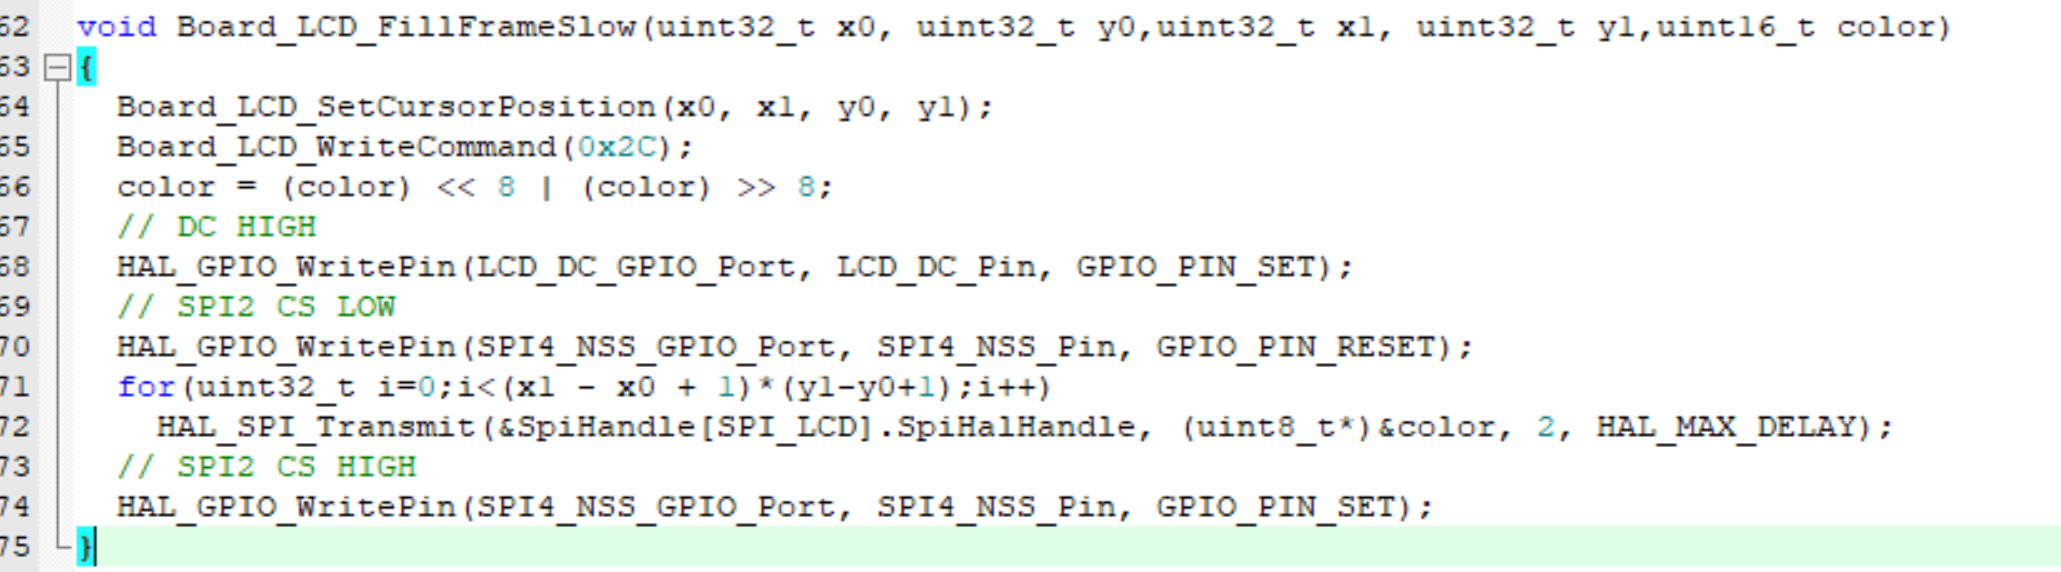 62 void Board_LCD_FillFrameSlow(uint32_t x0, uint32_t y0,uint32_t x1, uint32_t y1,uint16_t color)
63 {
64 Board_LCD_SetCursorPosition(x0, x1, y0, y1);
65 Board_LCD_WriteCommand(0x2C);
66 color = (color) << 8 | (color) >> 8;
67 // DC HIGH
68 HAL_GPIO_WritePin(LCD_DC_GPIO_Port, LCD_DC_Pin, GPIO_PIN_SET);
69 // SPI2 CS LOW
70 HAL_GPIO_WritePin(SPI4_NSS_GPIO_Port, SPI4_NSS_Pin, GPIO_PIN_RESET);
71 for(uint32_t i=0;i<(x1 - x0 + 1)*(y1-y0+1);i++)
72 HAL_SPI_Transmit(&SpiHandle[SPI_LCD].SpiHalHandle, (uint8_t*)&color, 2, HAL_MAX_DELAY);
73 // SPI2 CS HIGH
74 HAL_GPIO_WritePin(SPI4_NSS_GPIO_Port, SPI4_NSS_Pin, GPIO_PIN_SET);
75 }